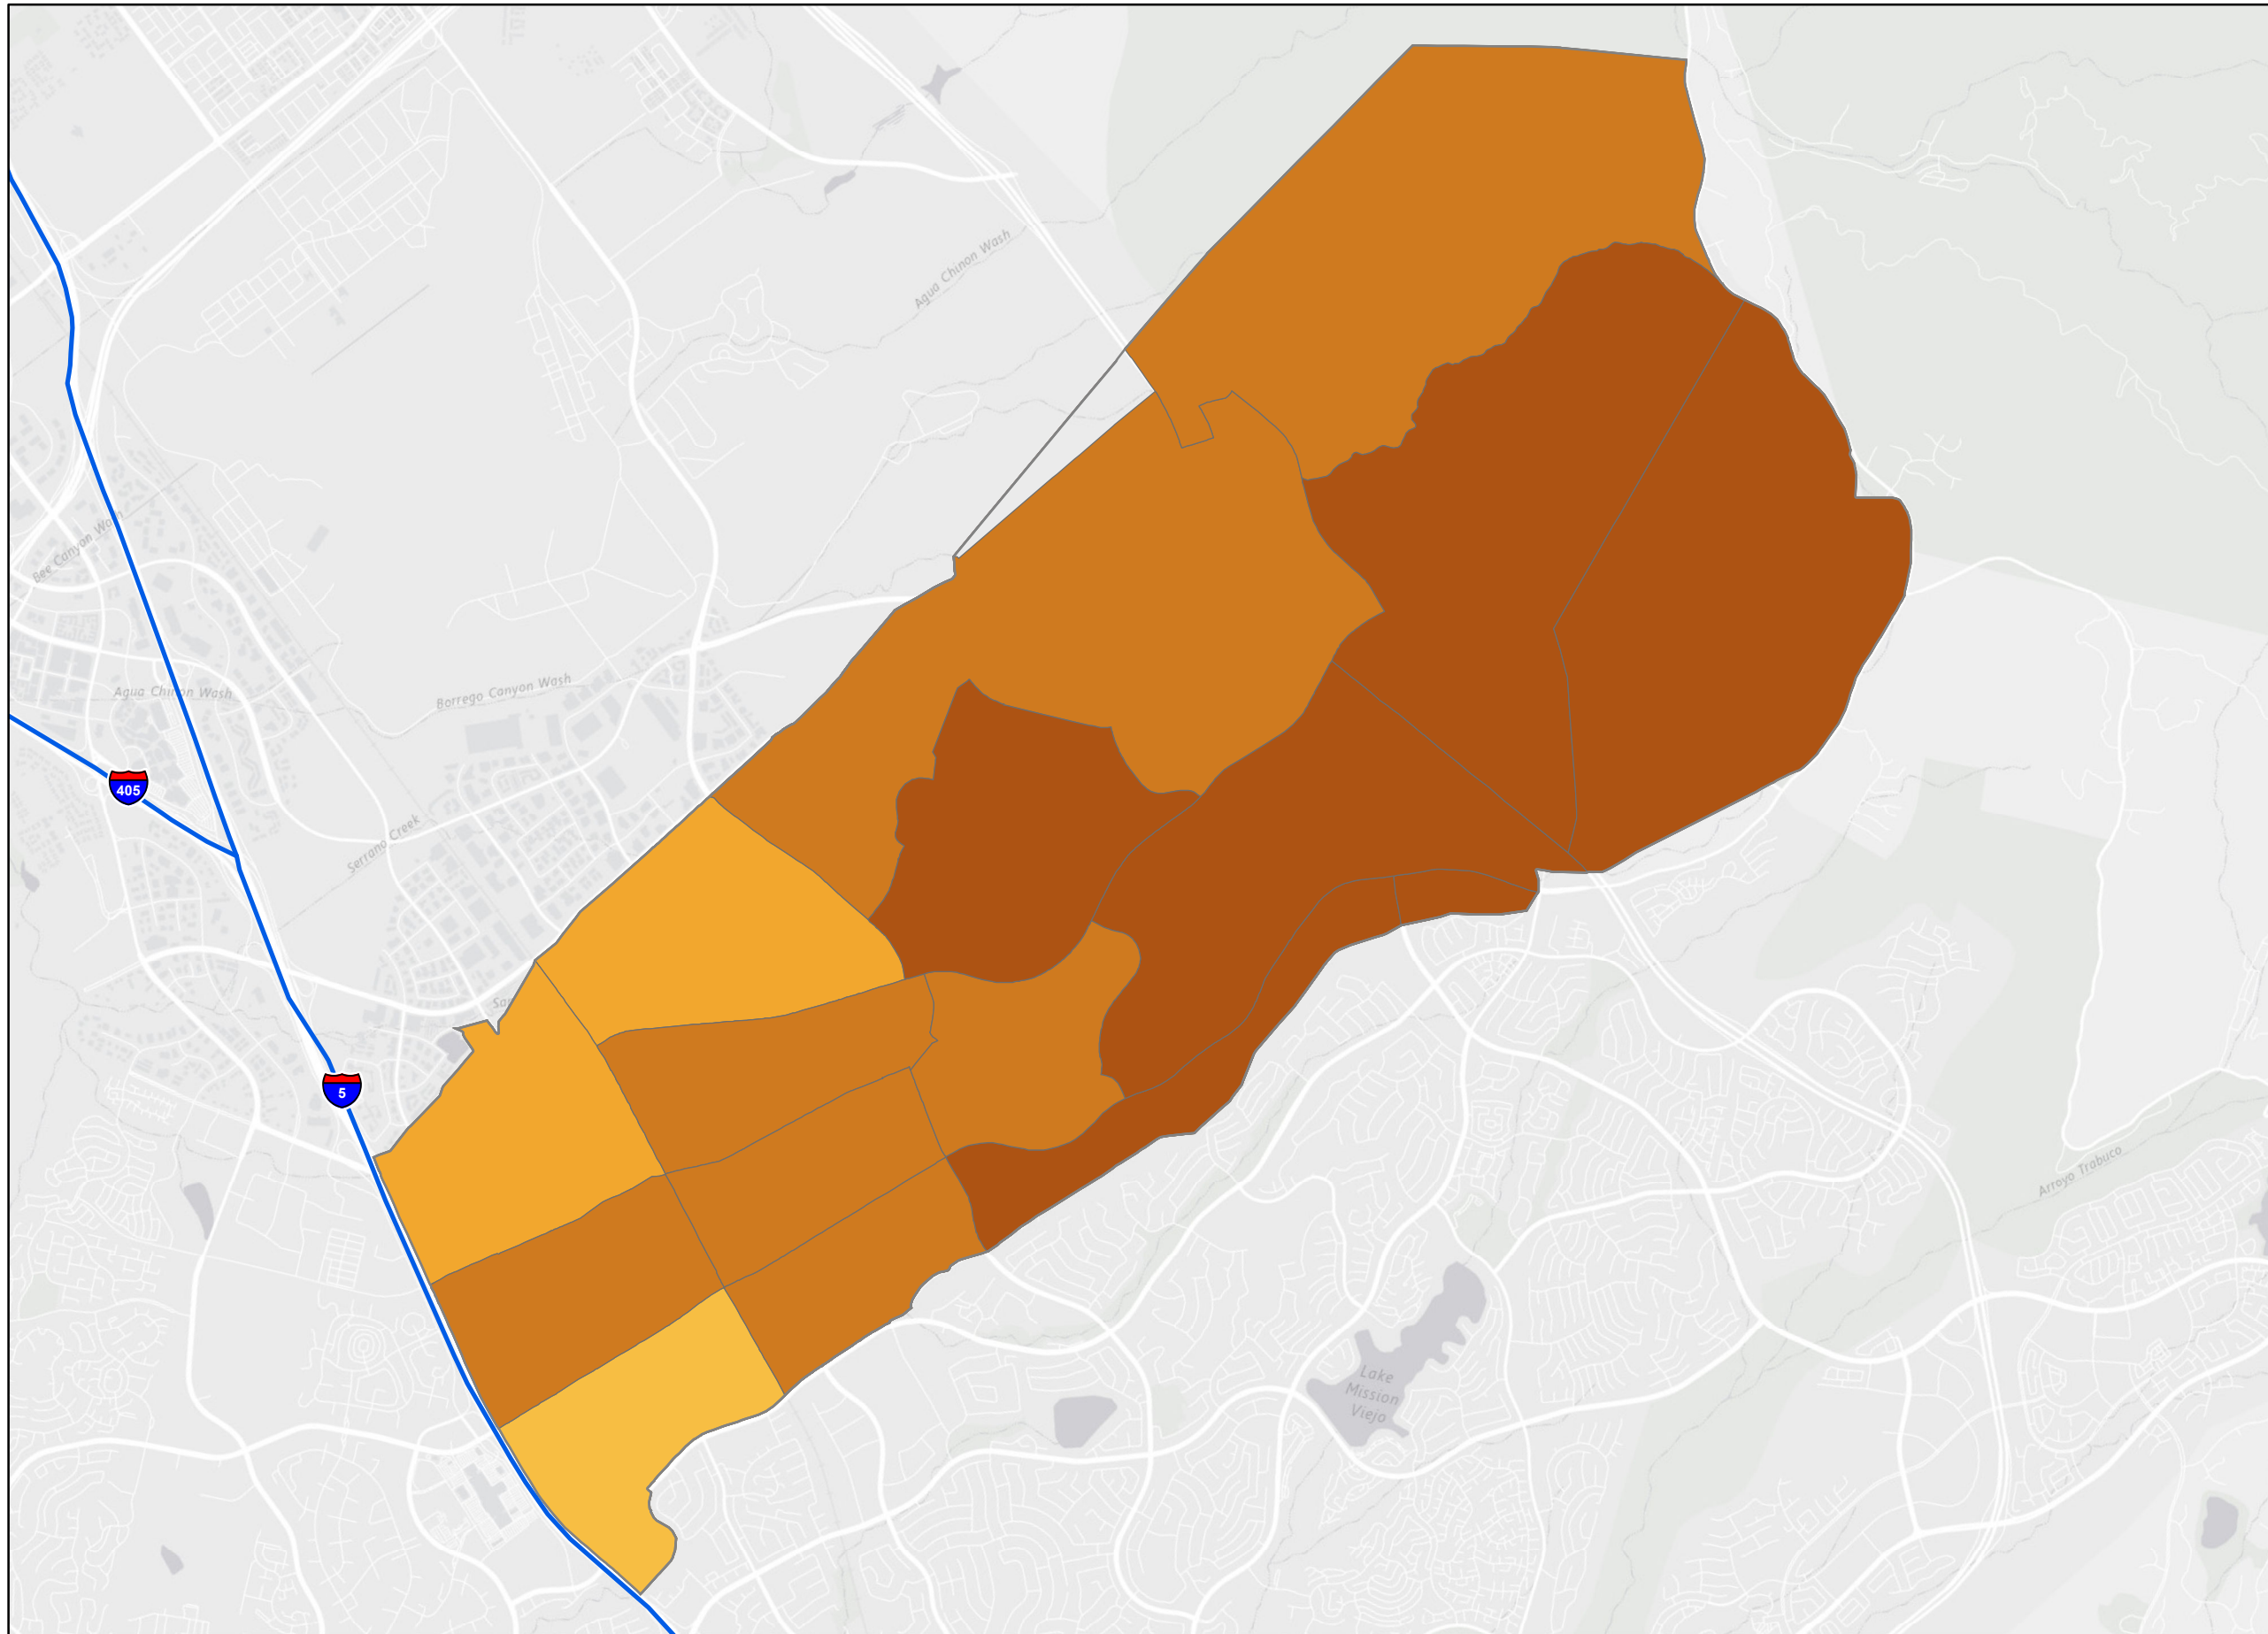 Agua Chinon Wash
Bee Canyon Wash
Agua Chinon Wash
Borrego Canyon Wash
405
Serrano Creek
5
Arroyo Trabuco
Lake
Mission
Viejo